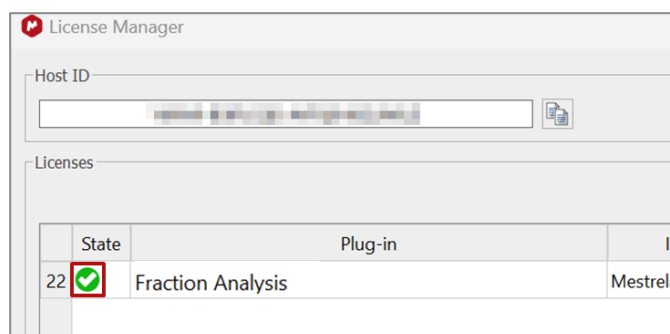 License Manager
Host ID
Licenses
State Plug-in
22 Fraction Analysis Mestrel